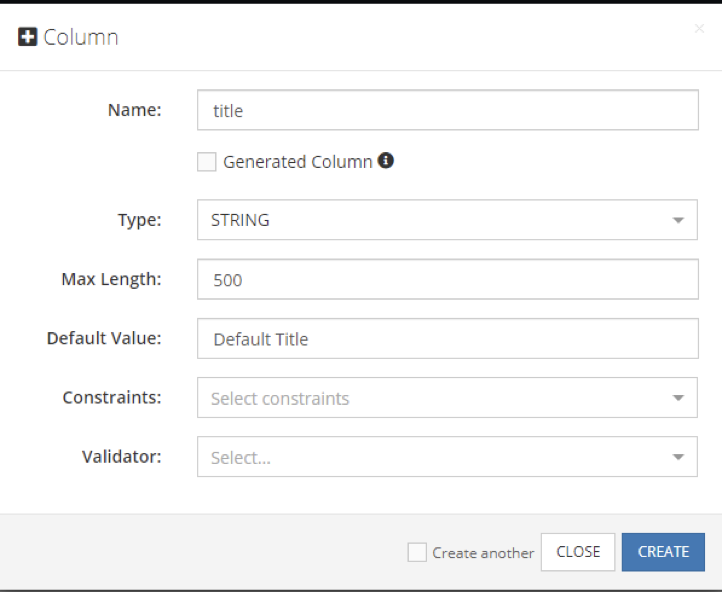 Column
Name: title
Generated Column
Type: STRING
Max Length: 500
Default Value: Default Title
Constraints: Select constraints
Validator: Select...
Create another CLOSE CREATE